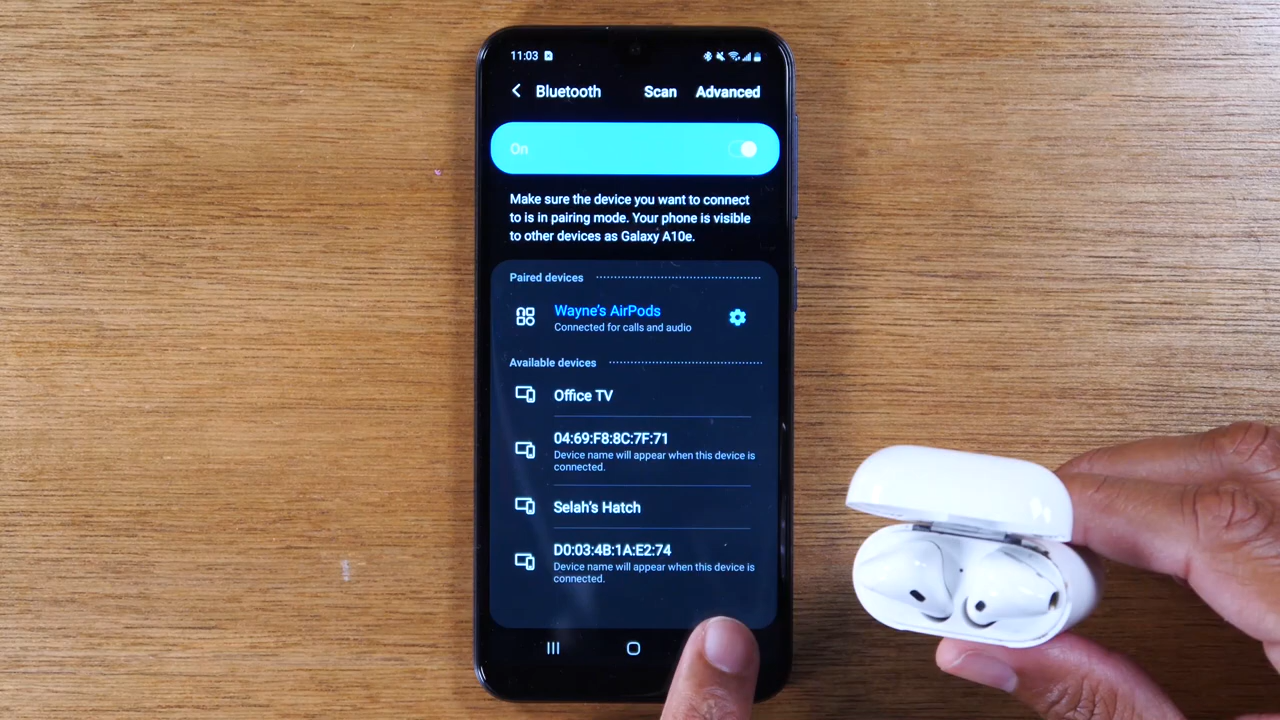 11:03
Bluetooth Scan Advanced
On
Make sure the device you want to connect
to is in pairing mode. Your phone is visible
to other devices as Galaxy A10e.
Paired devices
Wayne's AirPods
Connected for calls and audio
Available devices
Office TV
04:69:F8:8C:7F:71
Device name will appear when this device is
connected.
Selah's Hatch
D0:03:4B:1A:E2:74
Device name will appear when this device is
connected.